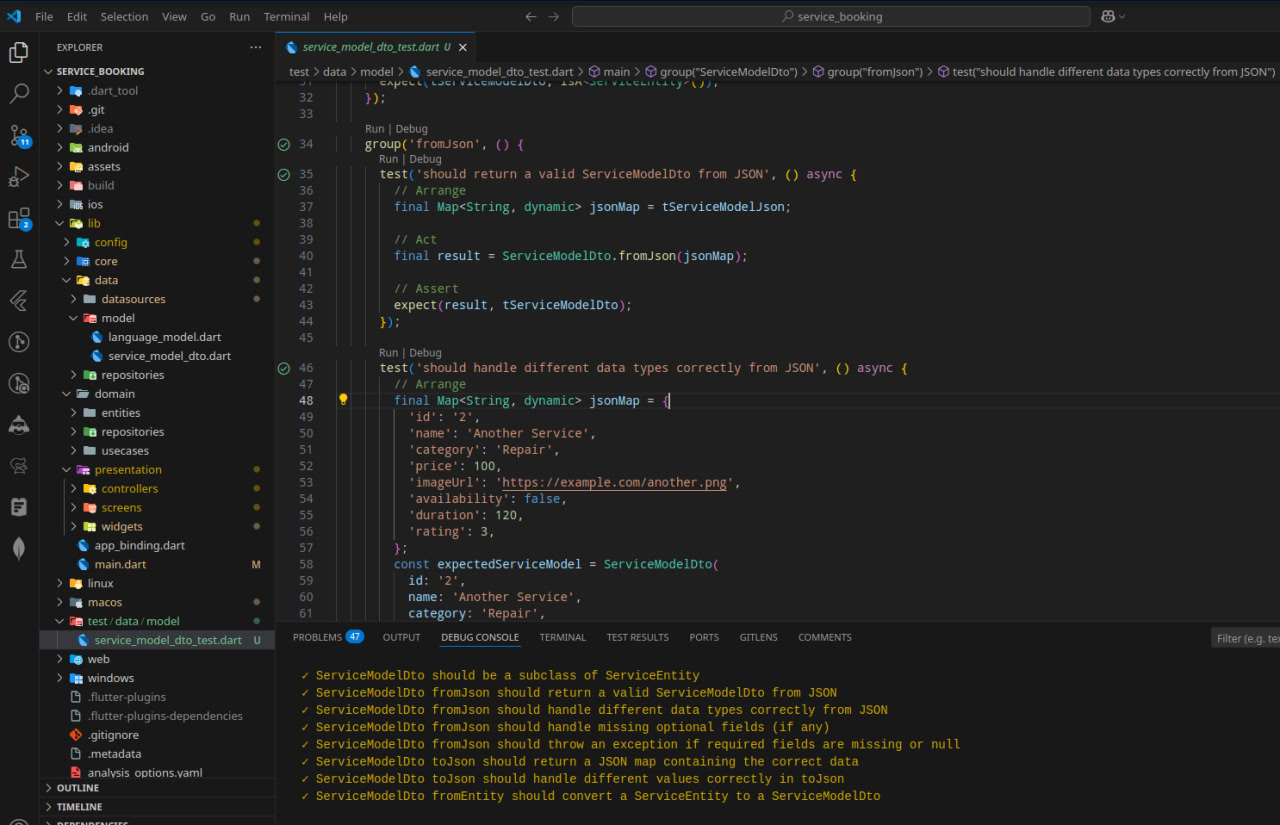 File Edit Selection View Go Run Terminal Help
service_booking
EXPLORER
SERVICE_BOOKING
.dart_tool
.git
.idea
android
assets
build
ios
lib
config
core
data
datasources
model
language_model.dart
service_model_dto.dart
repositories
domain
entities
repositories
usecases
presentation
controllers
screens
widgets
app_binding.dart
main.dart M
linux
macos
test / data / model
service_model_dto_test.dart U
web
windows
.flutter-plugins
.flutter-plugins-dependencies
.gitignore
.metadata
analysis_options.yaml
OUTLINE
TIMELINE
DEPENDENCIES
11
2
service_model_dto_test.dart U
test > data > model > service_model_dto_test.dart > main > group("ServiceModelDto") > group("fromJson") > test("should handle different data types correctly from JSON")
31 expect(tServiceModelDto, isA<ServiceEntity>());
32 });
33
Run | Debug
34 group('fromJson', () {
Run | Debug
35 test('should return a valid ServiceModelDto from JSON', () async {
36 // Arrange
37 final Map<String, dynamic> jsonMap = tServiceModelJson;
38
39 // Act
40 final result = ServiceModelDto.fromJson(jsonMap);
41
42 // Assert
43 expect(result, tServiceModelDto);
44 });
45
Run | Debug
46 test('should handle different data types correctly from JSON', () async {
47 // Arrange
48 final Map<String, dynamic> jsonMap = {
49 'id': '2',
50 'name': 'Another Service',
51 'category': 'Repair',
52 'price': 100,
53 'imageUrl': 'https://example.com/another.png',
54 'availability': false,
55 'duration': 120,
56 'rating': 3,
57 };
58 const expectedServiceModel = ServiceModelDto(
59 id: '2',
60 name: 'Another Service',
61 category: 'Repair',
PROBLEMS 47 OUTPUT DEBUG CONSOLE TERMINAL TEST RESULTS PORTS GITLENS COMMENTS
Filter (e.g. tex
✓ ServiceModelDto should be a subclass of ServiceEntity
✓ ServiceModelDto fromJson should return a valid ServiceModelDto from JSON
✓ ServiceModelDto fromJson should handle different data types correctly from JSON
✓ ServiceModelDto fromJson should handle missing optional fields (if any)
✓ ServiceModelDto fromJson should throw an exception if required fields are missing or null
✓ ServiceModelDto toJson should return a JSON map containing the correct data
✓ ServiceModelDto toJson should handle different values correctly in toJson
✓ ServiceModelDto fromEntity should convert a ServiceEntity to a ServiceModelDto